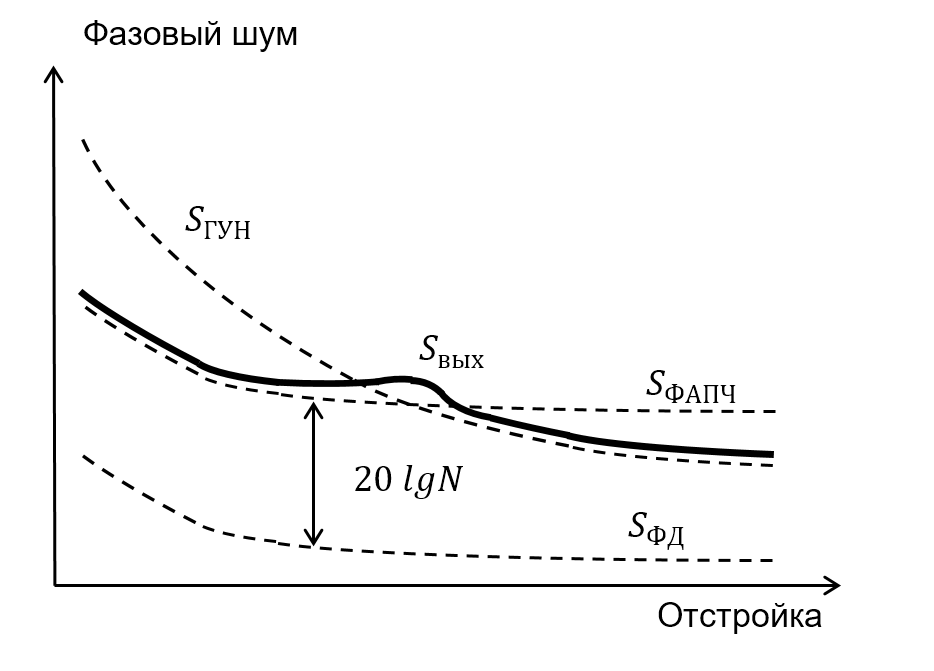 Фазовый шум
S_ГУН
S_ВЫХ
S_ФАПЧ
20 lgN
S_ФД
Отстройка